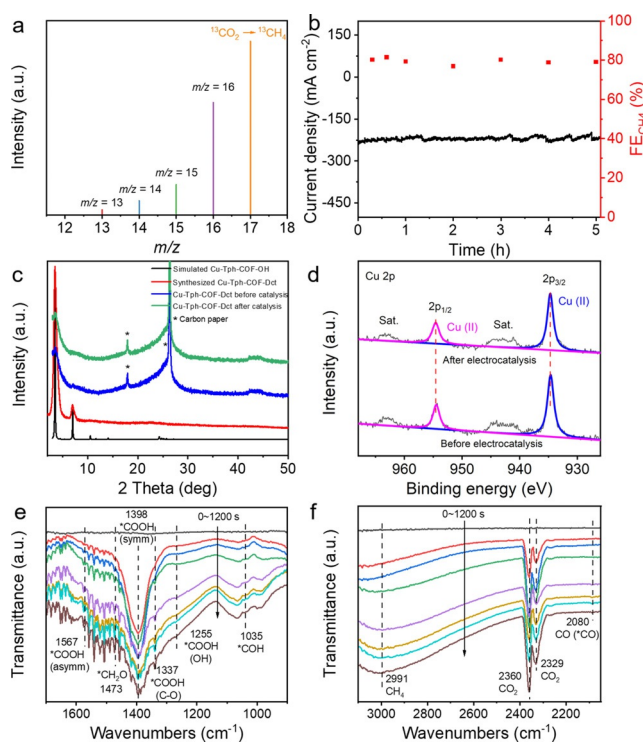 a
¹³CO₂ → ¹³CH₄
m/z = 16
m/z = 15
m/z = 14
m/z = 13
Intensity (a.u.)
12 13 14 15 16 17 18
m/z
b
Current density (mA cm⁻²)
150
0
-150
-300
-450
100
80
60
40
20
0
FE_CH4 (%)
0 1 2 3 4 5
Time (h)
c
Simulated Cu-Tph-COF-OH
Synthesized Cu-Tph-COF-Dct
Cu-Tph-COF-Dct before catalysis
Cu-Tph-COF-Dct after catalysis
* Carbon paper
*
*
*
*
Intensity (a.u.)
10 20 30 40 50
2 Theta (deg)
d
Cu 2p
2p₃/₂
2p₁/₂
Sat.
Cu (II)
Sat.
Cu (II)
After electrocatalysis
Before electrocatalysis
Intensity (a.u.)
960 950 940 930
Binding energy (eV)
e
1398
*COOH
(symm)
0~1200 s
1567
*COOH
(asymm)
*CH₂O
1473
1337
*COOH
(C-O)
1255
*COOH
(OH)
1035
*COH
Transmittance (a.u.)
1700 1500 1300 1100 900
Wavenumbers (cm⁻¹)
f
0~1200 s
2080
CO (*CO)
2991
CH₄
2360
CO₂
2329
CO₂
Transmittance (a.u.)
3000 2800 2600 2400 2200
Wavenumbers (cm⁻¹)